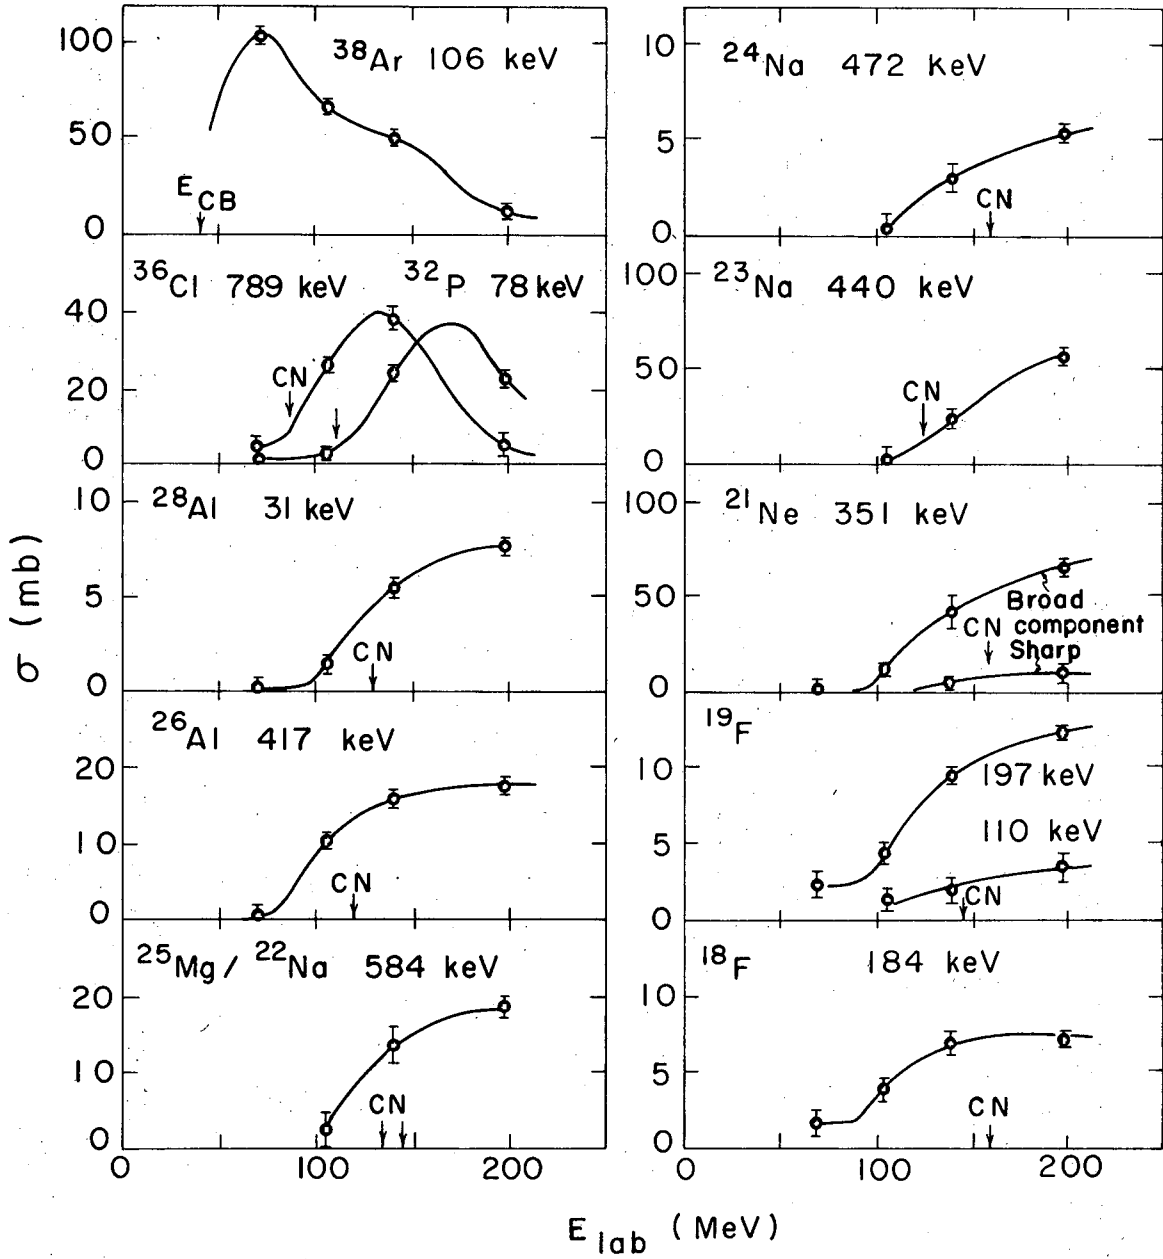 σ (mb)
100
50
0
³⁸Ar 106 keV
E CB
40
20
0
³⁶Cl 789 keV
³²P 78 keV
CN
10
5
0
²⁸Al 31 keV
CN
20
10
0
²⁶Al 417 keV
CN
20
10
0
²⁵Mg/ ²²Na 584 keV
CN
0 100 200
10
5
0
²⁴Na 472 KeV
CN
100
50
0
²³Na 440 keV
CN
100
50
0
²¹Ne 351 keV
Broad
CN component
Sharp
10
5
0
¹⁹F
197 keV
110 keV
CN
10
5
0
¹⁸F 184 keV
CN
0 100 200
E lab (MeV)